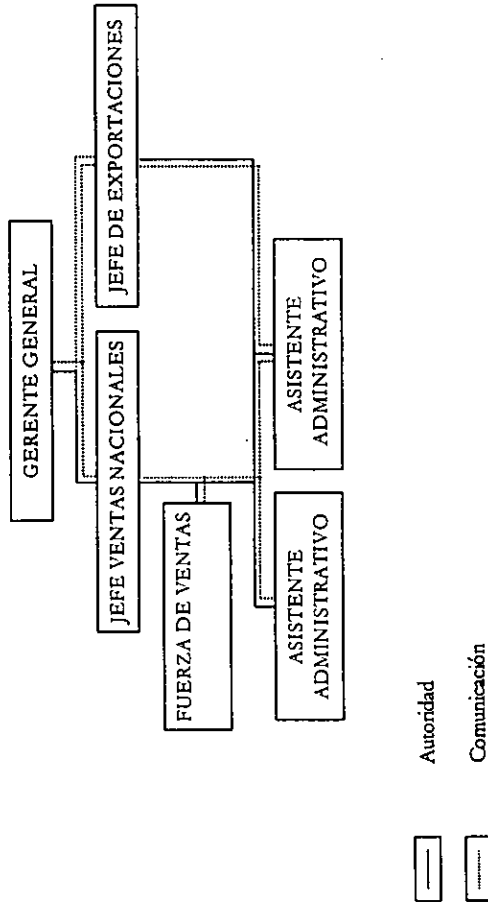 GERENTE GENERAL
JEFE VENTAS NACIONALES
JEFE DE EXPORTACIONES
FUERZA DE VENTAS
ASISTENTE
ADMINISTRATIVO
ASISTENTE
ADMINISTRATIVO
Autoridad
Comunicación